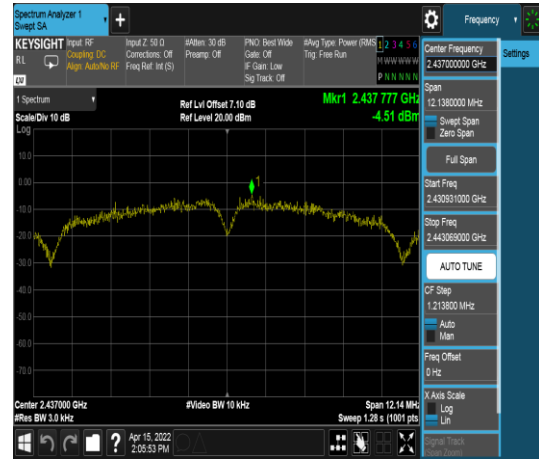 Spectrum Analyzer 1
Swept SA
+
Frequency
KEYSIGHT
RL
LXI
Input: RF
Coupling: DC
Align: Auto/No RF
Input Z: 50 Ω
Corrections: Off
Freq Ref: Int (S)
#Atten: 30 dB
Preamp: Off
PNO: Best Wide
Gate: Off
IF Gain: Low
Sig Track: Off
#Avg Type: Power (RMS
Trig: Free Run
1 2 3 4 5 6
M W W W W W
P N N N N N
1 Spectrum
Scale/Div 10 dB
Log
Ref Lvl Offset 7.10 dB
Ref Level 20.00 dBm
Mkr1 2.437 777 GHz
-4.51 dBm
1
10.0
0.00
-10.0
-20.0
-30.0
-40.0
-50.0
-60.0
-70.0
Center 2.437000 GHz
#Res BW 3.0 kHz
#Video BW 10 kHz
Span 12.14 MHz
Sweep 1.28 s (1001 pts)
?
Apr 15, 2022
2:05:53 PM
Center Frequency
2.437000000 GHz
Settings
Span
12.1380000 MHz
Swept Span
Zero Span
Full Span
Start Freq
2.430931000 GHz
Stop Freq
2.443069000 GHz
AUTO TUNE
CF Step
1.213800 MHz
Auto
Man
Freq Offset
0 Hz
X Axis Scale
Log
Lin
Signal Track
(Span Zoom)